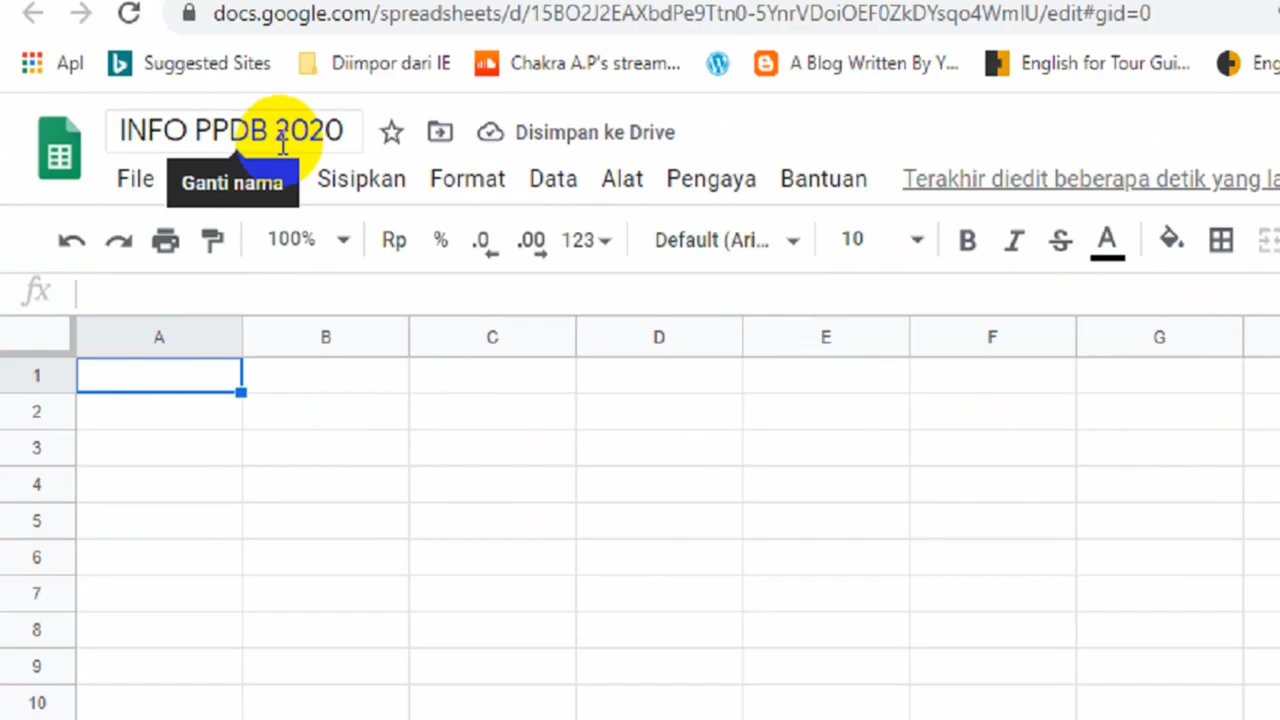 docs.google.com/spreadsheets/d/15BO2J2EAXbdPe9Ttn0-5YnrVDoiOEF0ZkDYsqo4WmIU/edit#gid=0
Apl Suggested Sites Diimpor dari IE Chakra A.P's stream... A Blog Written By Y... English for Tour Gui... Eng
INFO PPDB 2020 Disimpan ke Drive
File Ganti nama Sisipkan Format Data Alat Pengaya Bantuan Terakhir diedit beberapa detik yang la
100% Rp % .0 .00 123 Default (Ari... 10 B I S A
fx
A B C D E F G
1
2
3
4
5
6
7
8
9
10